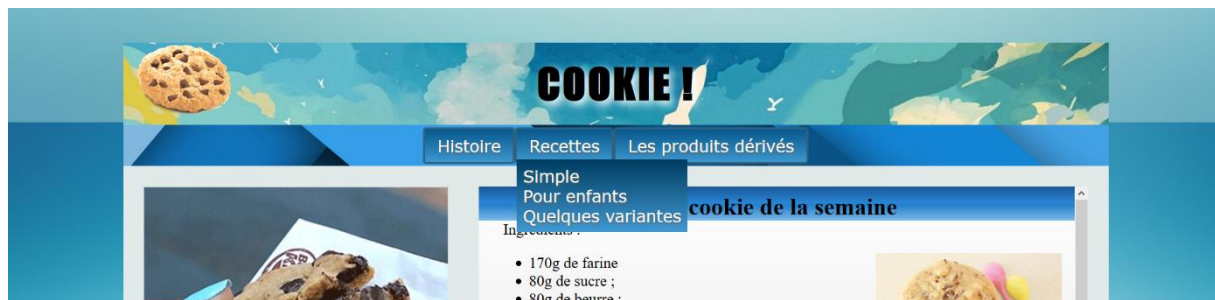 COOKIE !
Histoire
Recettes
Les produits dérivés
Simple
Pour enfants
Quelques variantes
cookie de la semaine
• 170g de farine
• 80g de sucre ;
• 80g de beurre ;